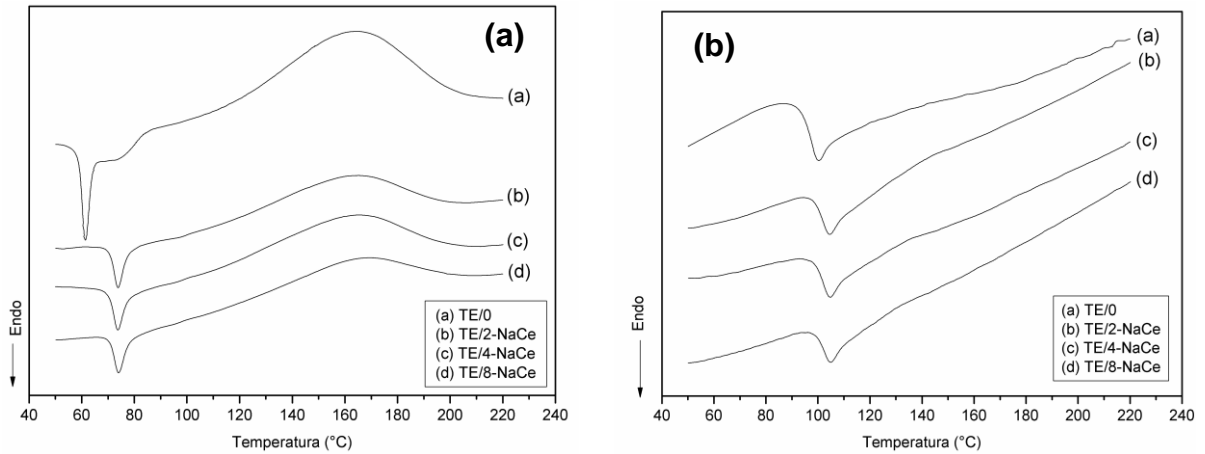 (a)
(a)
(b)
(c)
(d)
Endo
(a) TE/0
(b) TE/2-NaCe
(c) TE/4-NaCe
(d) TE/8-NaCe
40 60 80 100 120 140 160 180 200 220 240
Temperatura (°C)
(b)
(a)
(b)
(c)
(d)
Endo
(a) TE/0
(b) TE/2-NaCe
(c) TE/4-NaCe
(d) TE/8-NaCe
40 60 80 100 120 140 160 180 200 220 240
Temperatura (°C)